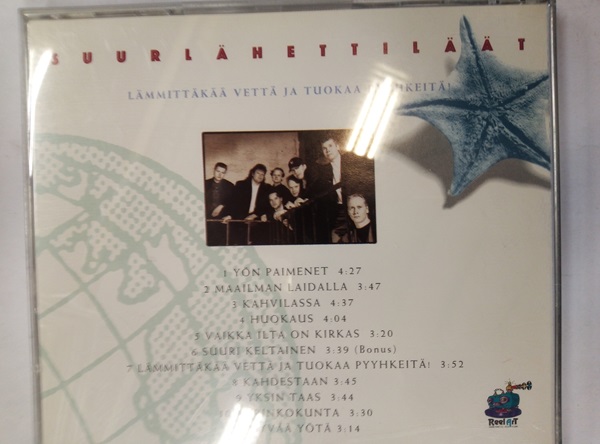 SUURLÄHETTILÄÄT
LÄMMITTÄKÄÄ VETTÄ JA TUOKAA PYYHKEITÄ!
1 YÖN PAIMENET 4:27
2 MAAILMAN LAIDALLA 3:47
3 KAHVILASSA 4:37
4 HUOKAUS 4:04
5 VAIKKA ILTA ON KIRKAS 3:20
6 SUURI KELTAINEN 3:39 (Bonus)
7 LÄMMITTÄKÄÄ VETTÄ JA TUOKAA PYYHKEITÄ! 3:52
8 KAHDESTAAN 3:45
9 YKSIN TAAS 3:44
3:30
YÖTÄ 3:14
Reel Art